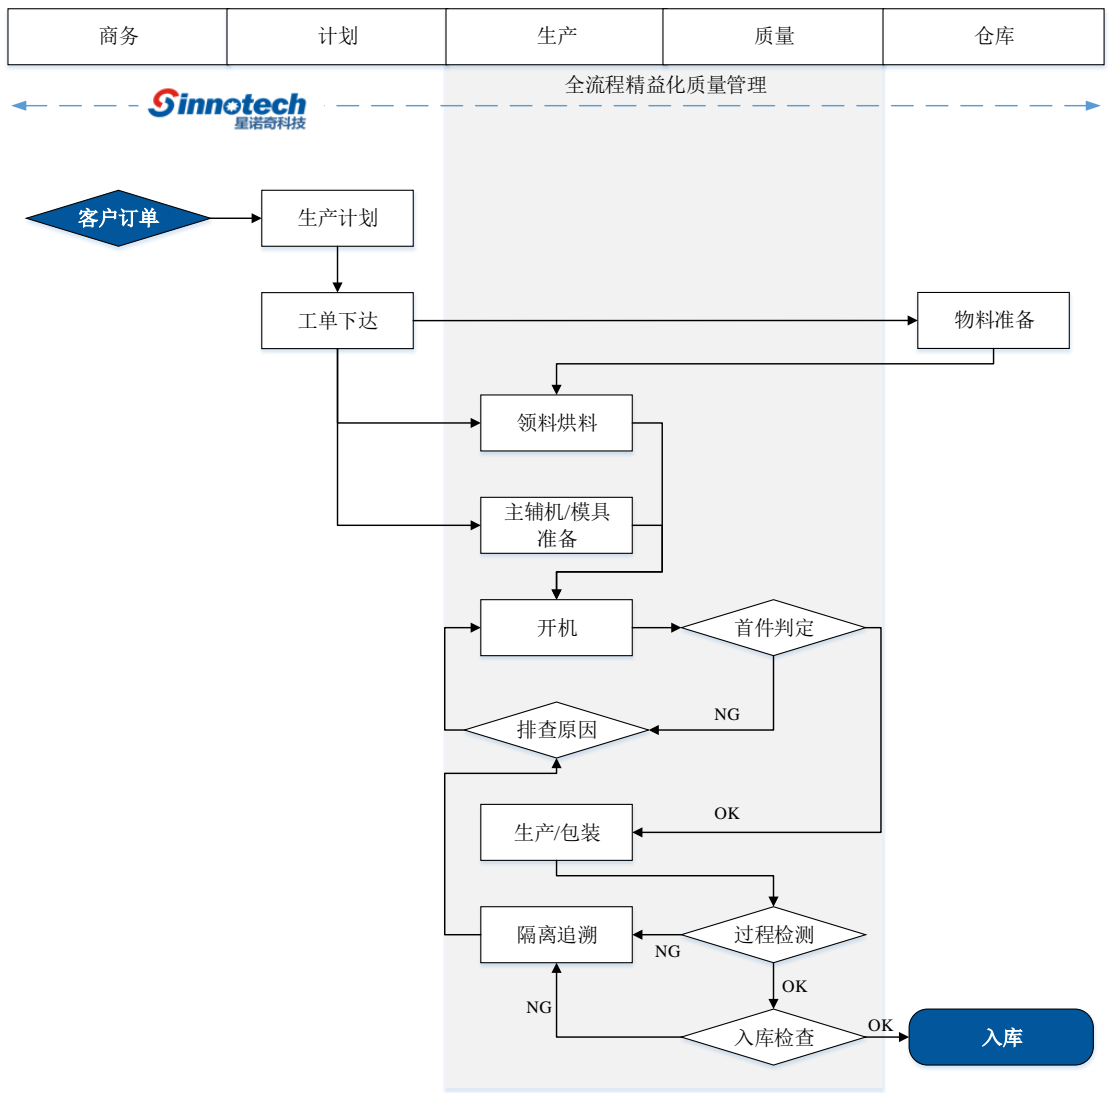 商务
计划
生产
质量
仓库
全流程精益化质量管理
Sinnotech
星诺奇科技
客户订单
生产计划
工单下达
物料准备
领料烘料
主辅机/模具
准备
开机
首件判定
NG
排查原因
OK
生产/包装
隔离追溯
过程检测
NG
OK
NG
入库检查
OK
入库